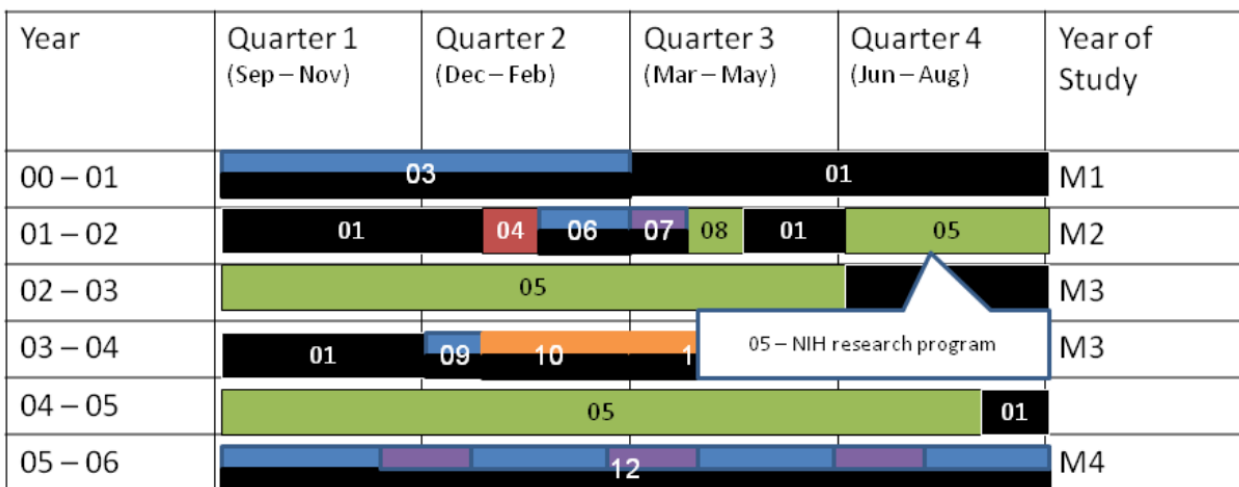 Year Quarter 1 Quarter 2 Quarter 3 Quarter 4 Year of
(Sep – Nov) (Dec – Feb) (Mar – May) (Jun – Aug) Study
00 – 01 03 01 M1
01 – 02 01 04 06 07 08 01 05 M2
02 – 03 05 M3
03 – 04 01 09 10 1 05 – NIH research program M3
04 – 05 05 01
05 – 06 12 M4